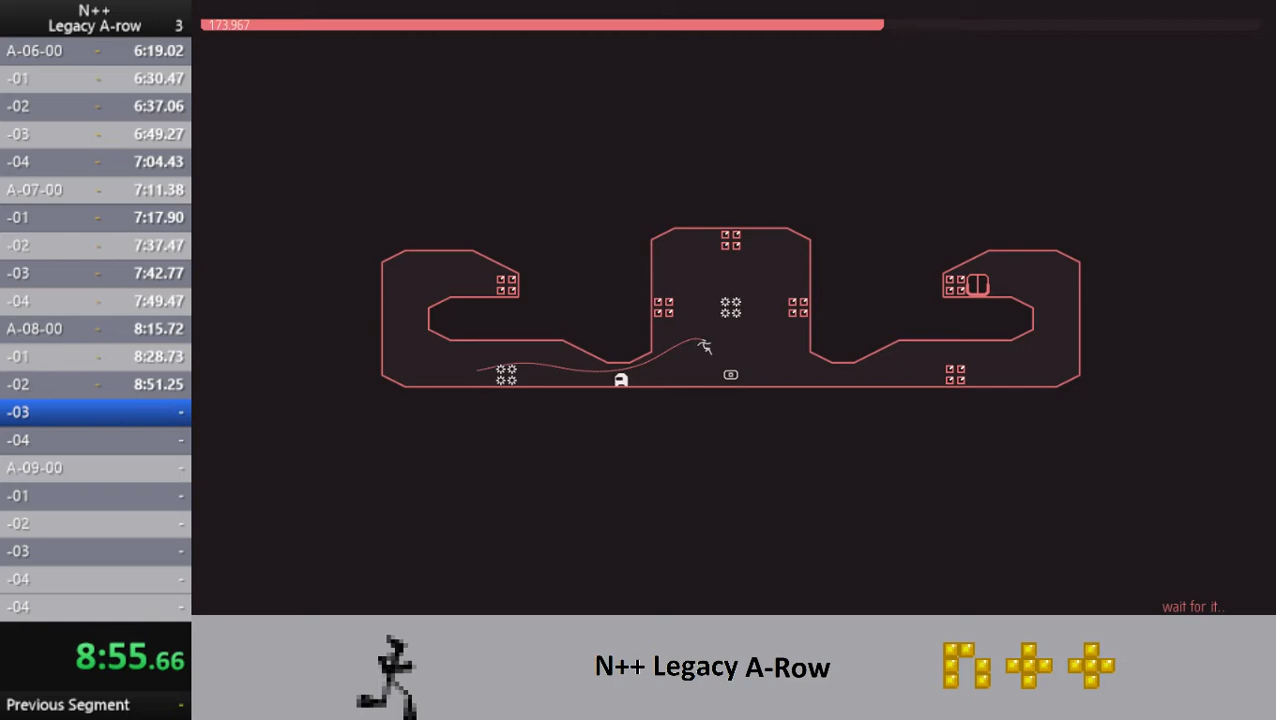 N++
Legacy A-row 3
A-06-00 - 6:19.02
-01 - 6:30.47
-02 - 6:37.06
-03 - 6:49.27
-04 - 7:04.43
A-07-00 - 7:11.38
-01 - 7:17.90
-02 - 7:37.47
-03 - 7:42.77
-04 - 7:49.47
A-08-00 - 8:15.72
-01 - 8:28.73
-02 - 8:51.25
-03 -
-04 -
A-09-00 -
-01 -
-02 -
-03 -
-04 -
-04 -
8:55.66
Previous Segment -
173.967
wait for it..
N++ Legacy A-Row
n++